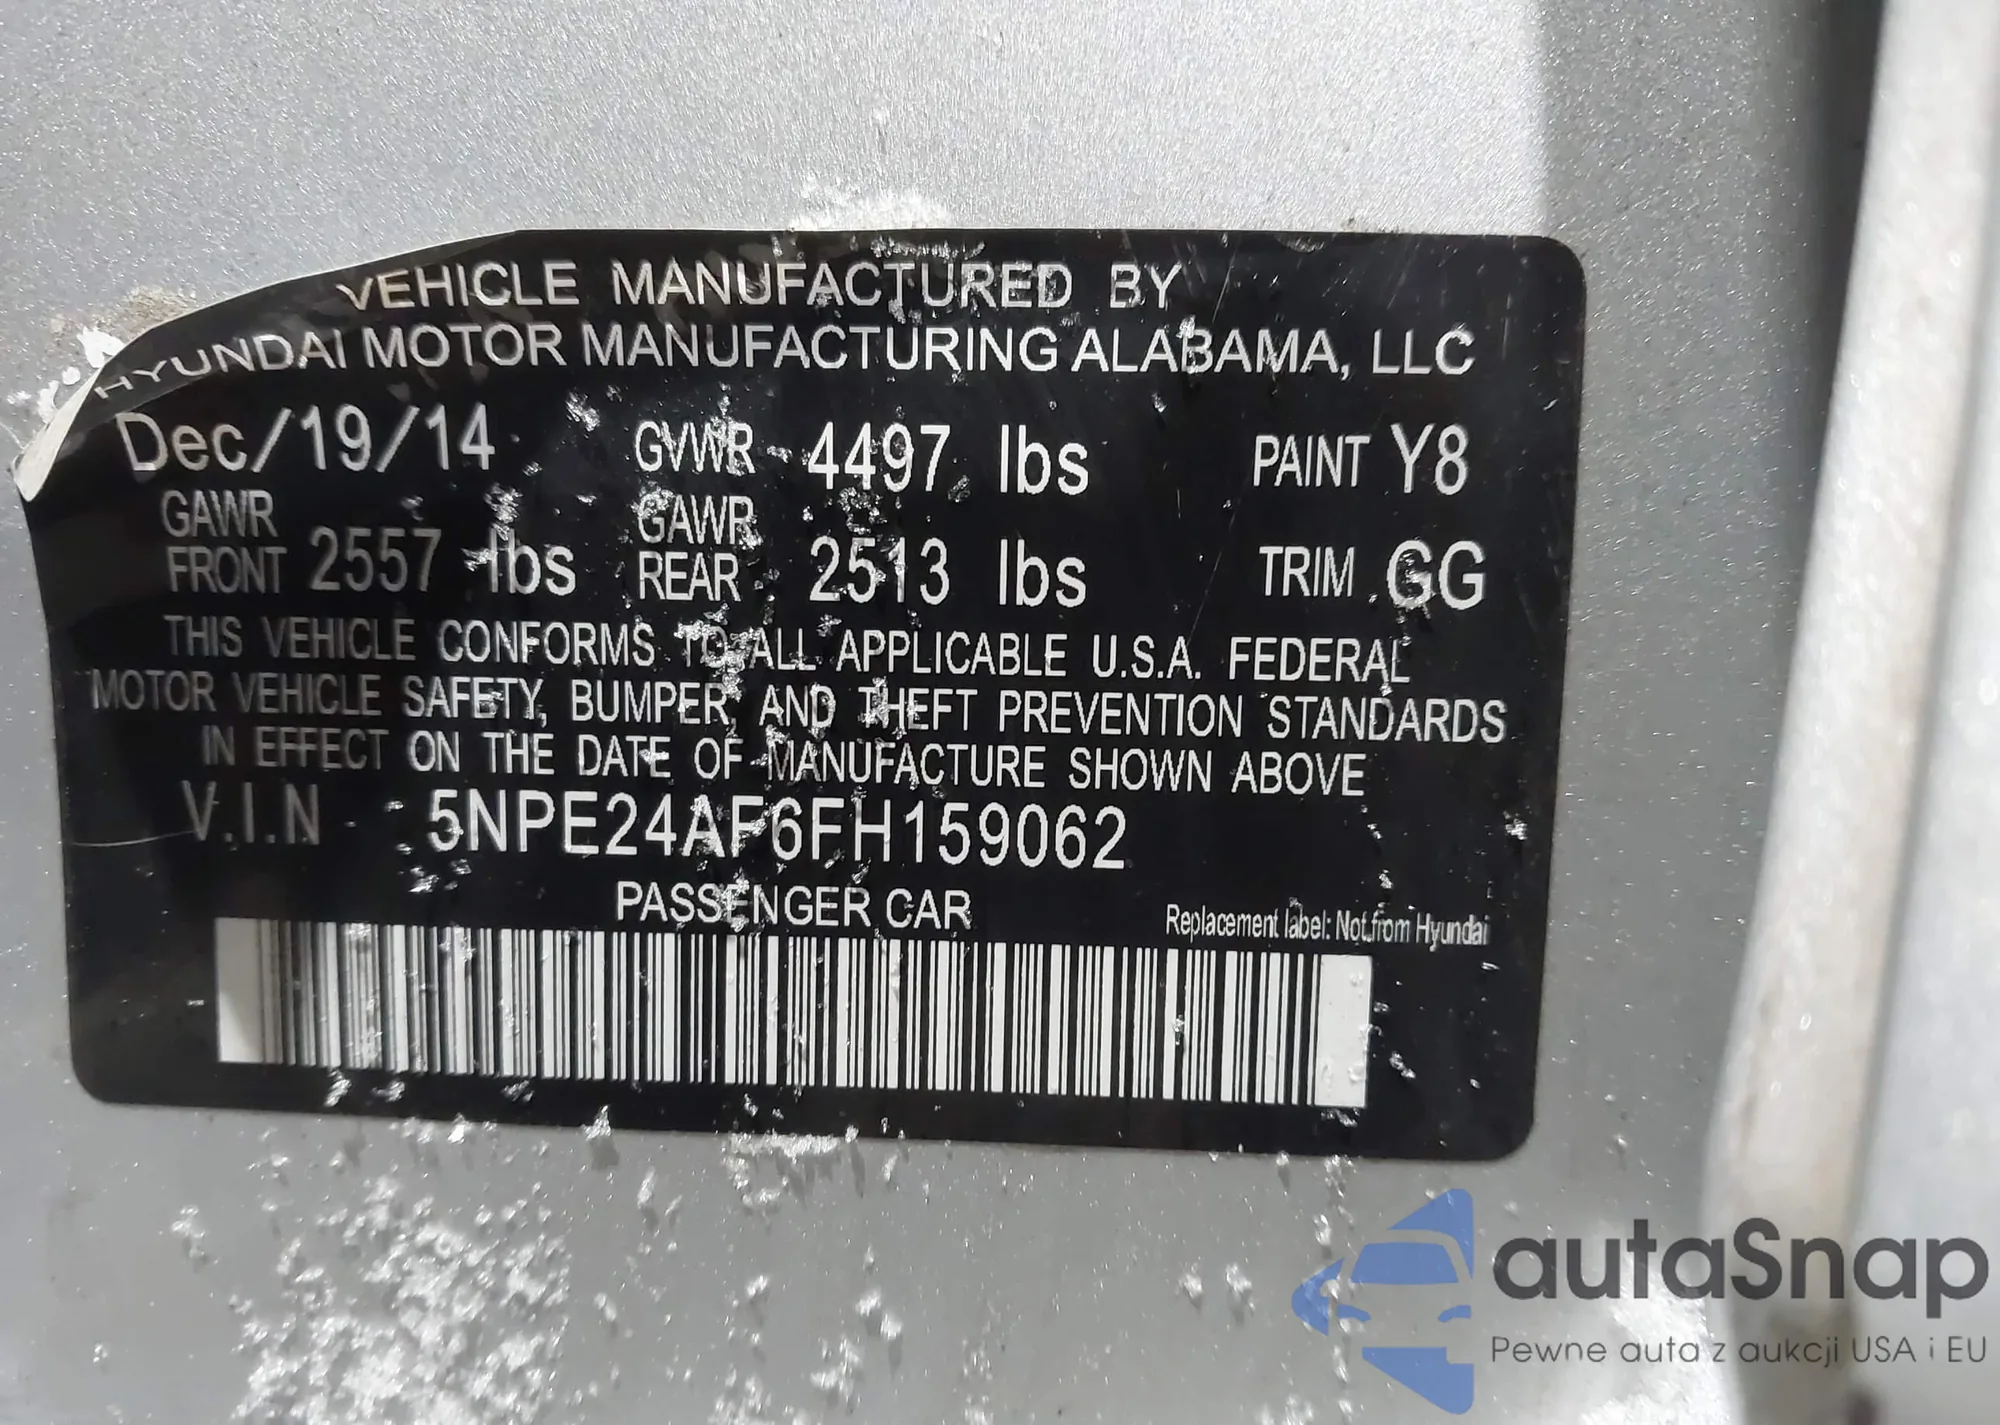 VEHICLE MANUFACTURED BY
HYUNDAI MOTOR MANUFACTURING ALABAMA, LLC
Dec/19/14 GVWR 4497 lbs PAINT Y8
GAWR FRONT 2557 lbs GAWR REAR 2513 lbs TRIM GG
THIS VEHICLE CONFORMS TO ALL APPLICABLE U.S.A. FEDERAL
MOTOR VEHICLE SAFETY, BUMPER, AND THEFT PREVENTION STANDARDS
IN EFFECT ON THE DATE OF MANUFACTURE SHOWN ABOVE
V.I.N : 5NPE24AF6FH159062
PASSENGER CAR
Replacement label: Not from Hyundai
autaSnap
Pewne auta z aukcji USA i EU